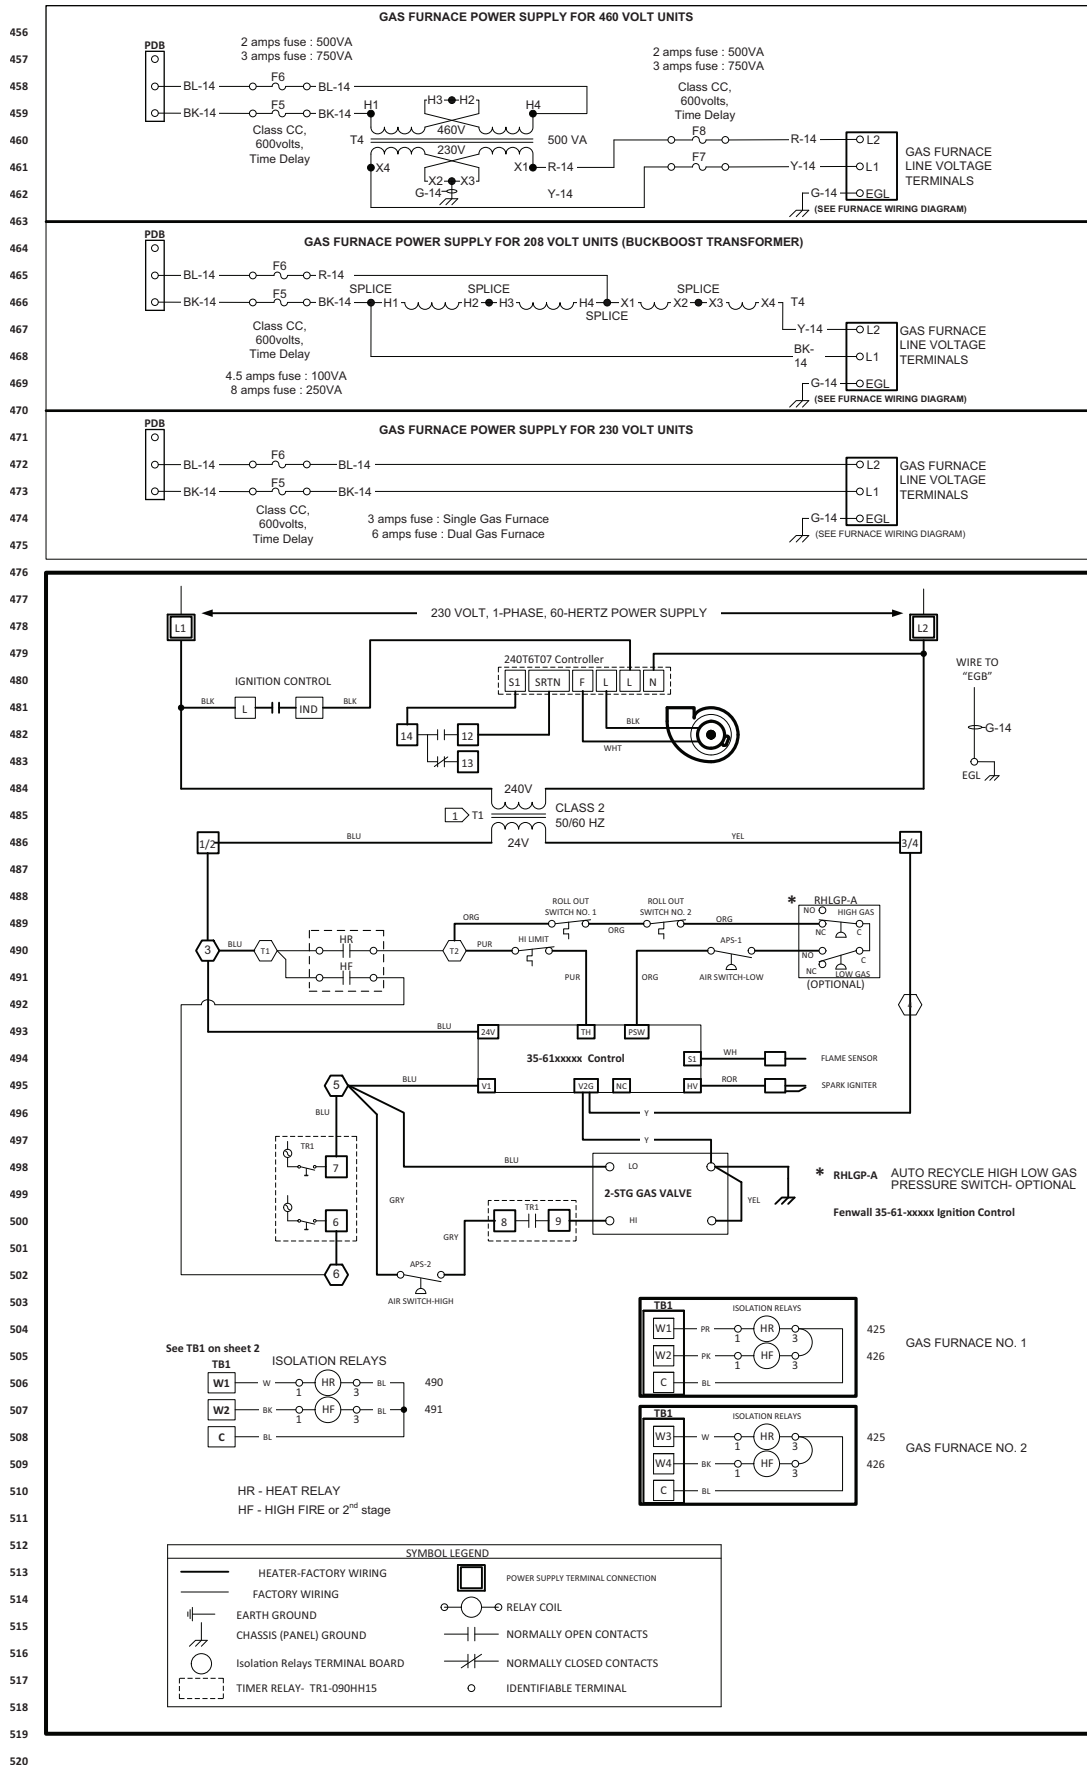 GAS FURNACE POWER SUPPLY FOR 460 VOLT UNITS
456
457
458
459
460
461
462
463
PDB
2 amps fuse : 500VA
3 amps fuse : 750VA
2 amps fuse : 500VA
3 amps fuse : 750VA
BL-14
F6
BL-14
BK-14
F5
BK-14
Class CC,
600volts,
Time Delay
H1
H3
H2
H4
460V
T4
500 VA
230V
X4
X2
X3
X1
R-14
G-14
Y-14
Class CC,
600volts,
Time Delay
F8
R-14
L2
F7
Y-14
L1
G-14
EGL
GAS FURNACE
LINE VOLTAGE
TERMINALS
(SEE FURNACE WIRING DIAGRAM)
464
465
466
467
468
469
470
PDB
GAS FURNACE POWER SUPPLY FOR 208 VOLT UNITS (BUCKBOOST TRANSFORMER)
BL-14
F6
R-14
BK-14
F5
BK-14
SPLICE
SPLICE
SPLICE
SPLICE
H1
H2
H3
H4
X1
X2
X3
X4
T4
Class CC,
600volts,
Time Delay
4.5 amps fuse : 100VA
8 amps fuse : 250VA
Y-14
L2
BK-
14
L1
G-14
EGL
GAS FURNACE
LINE VOLTAGE
TERMINALS
(SEE FURNACE WIRING DIAGRAM)
471
472
473
474
475
PDB
GAS FURNACE POWER SUPPLY FOR 230 VOLT UNITS
BL-14
F6
BL-14
BK-14
F5
BK-14
Class CC,
600volts,
Time Delay
3 amps fuse : Single Gas Furnace
6 amps fuse : Dual Gas Furnace
L2
L1
G-14
EGL
GAS FURNACE
LINE VOLTAGE
TERMINALS
(SEE FURNACE WIRING DIAGRAM)
476
477
478
479
480
481
482
483
484
485
486
487
488
489
490
491
492
493
494
495
496
497
498
499
500
501
502
503
504
505
506
507
508
509
510
511
512
513
514
515
516
517
518
519
520
L1
230 VOLT, 1-PHASE, 60-HERTZ POWER SUPPLY
L2
240T6T07 Controller
S1
SRTN
F
L
L
N
IGNITION CONTROL
BLK
L
IND
BLK
14
12
13
BLK
WHT
WIRE TO
"EGB"
G-14
EGL
240V
1
T1
CLASS 2
50/60 HZ
24V
1/2
BLU
YEL
3/4
3
BLU
T1
HR
HF
T2
ORG
PUR
HI LIMIT
PUR
ROLL OUT
SWITCH NO. 1
ORG
ROLL OUT
SWITCH NO. 2
ORG
APS-1
AIR SWITCH-LOW
ORG
* RHLGP-A
NO
HIGH GAS
NC
C
NO
C
NC
LOW GAS
(OPTIONAL)
4
BLU
24V
TH
PSW
35-61xxxxx Control
S1
WH
FLAME SENSOR
V1
V2G
NC
HV
ROR
SPARK IGNITER
5
BLU
BLU
Y
Y
TR1
7
6
6
BLU
GRY
LO
2-STG GAS VALVE
HI
YEL
8
TR1
9
GRY
APS-2
AIR SWITCH-HIGH
* RHLGP-A AUTO RECYCLE HIGH LOW GAS
PRESSURE SWITCH- OPTIONAL
Fenwall 35-61-xxxxx Ignition Control
TB1
ISOLATION RELAYS
W1
PR
1
HR
3
425
W2
PK
1
HF
3
426
C
BL
GAS FURNACE NO. 1
See TB1 on sheet 2
TB1
ISOLATION RELAYS
W1
W
1
HR
3
BL
490
W2
BK
1
HF
3
BL
491
C
BL
TB1
ISOLATION RELAYS
W3
W
1
HR
3
425
W4
BK
1
HF
3
426
C
BL
GAS FURNACE NO. 2
HR - HEAT RELAY
HF - HIGH FIRE or 2nd stage
SYMBOL LEGEND
HEATER-FACTORY WIRING
FACTORY WIRING
EARTH GROUND
CHASSIS (PANEL) GROUND
Isolation Relays TERMINAL BOARD
TIMER RELAY- TR1-090HH15
POWER SUPPLY TERMINAL CONNECTION
RELAY COIL
NORMALLY OPEN CONTACTS
NORMALLY CLOSED CONTACTS
IDENTIFIABLE TERMINAL